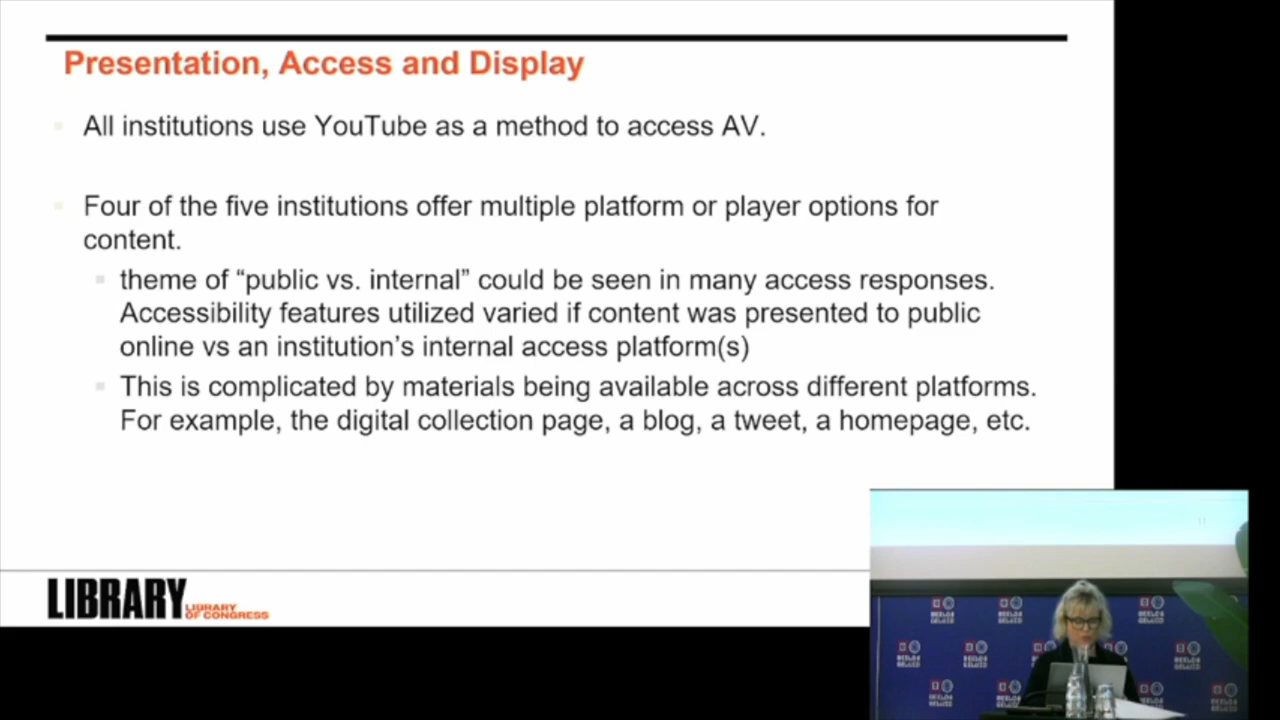 Presentation, Access and Display
All institutions use YouTube as a method to access AV.
Four of the five institutions offer multiple platform or player options for
content.
theme of “public vs. internal” could be seen in many access responses.
Accessibility features utilized varied if content was presented to public
online vs an institution’s internal access platform(s)
This is complicated by materials being available across different platforms.
For example, the digital collection page, a blog, a tweet, a homepage, etc.
LIBRARY
LIBRARY
OF CONGRESS